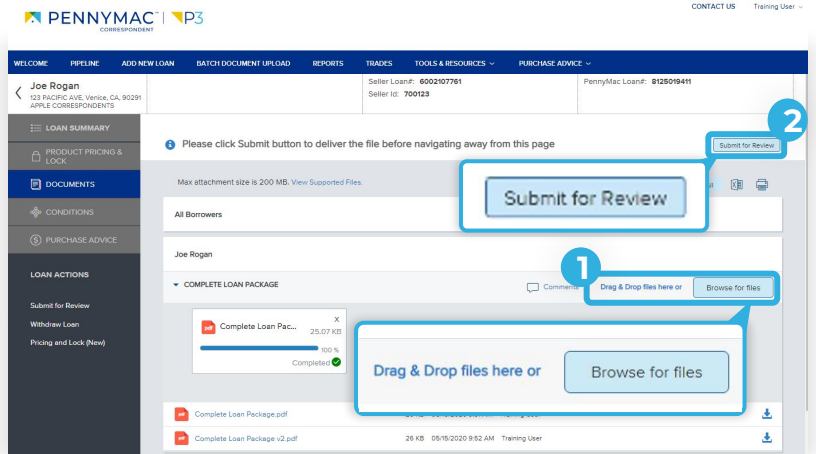 CONTACT US Training User
PENNYMAC P3
CORRESPONDENT
WELCOME PIPELINE ADD NEW LOAN BATCH DOCUMENT UPLOAD REPORTS TRADES TOOLS & RESOURCES PURCHASE ADVICE
Joe Rogan
123 PACIFIC AVE, Venice, CA, 90291
APPLE CORRESPONDENTS
Seller Loan#: 6002107761
Seller Id: 700123
PennyMac Loan#: 8125019411
LOAN SUMMARY
PRODUCT PRICING &
LOCK
DOCUMENTS
CONDITIONS
PURCHASE ADVICE
LOAN ACTIONS
Submit for Review
Withdraw Loan
Pricing and Lock (New)
Please click Submit button to deliver the file before navigating away from this page
2
Submit for Review
Max attachment size is 200 MB. View Supported Files.
Submit for Review
All Borrowers
Joe Rogan
1
COMPLETE LOAN PACKAGE
Comments Drag & Drop files here or Browse for files
pdf Complete Loan Pac... X
25.07 KB
100 %
Completed
Drag & Drop files here or Browse for files
Complete Loan Package.pdf
Complete Loan Package v2.pdf 26 KB 05/15/2020 9:52 AM Training User